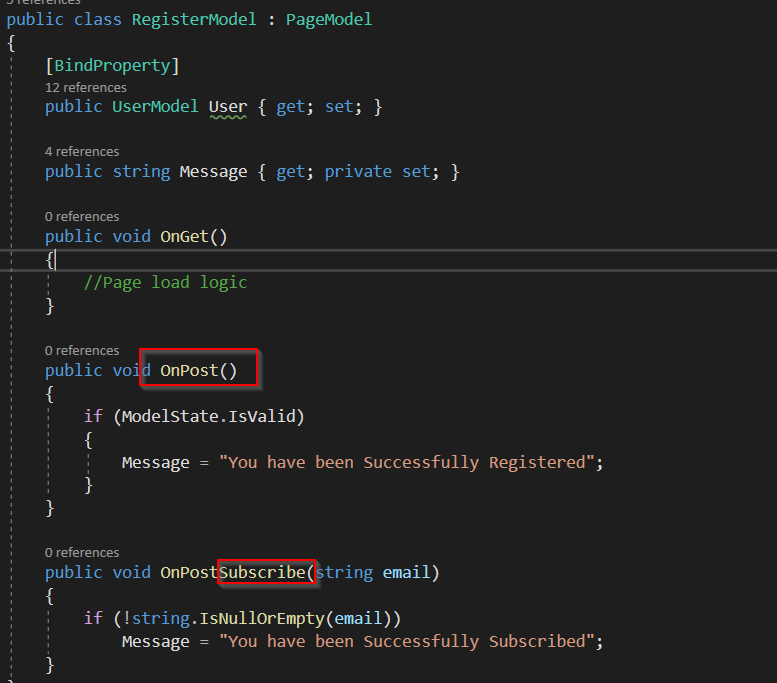 5 references
public class RegisterModel : PageModel
{
[BindProperty]
12 references
public UserModel User { get; set; }
4 references
public string Message { get; private set; }
0 references
public void OnGet()
{
//Page load logic
}
0 references
public void OnPost()
{
if (ModelState.IsValid)
{
Message = "You have been Successfully Registered";
}
}
0 references
public void OnPostSubscribe(string email)
{
if (!string.IsNullOrEmpty(email))
Message = "You have been Successfully Subscribed";
}
}